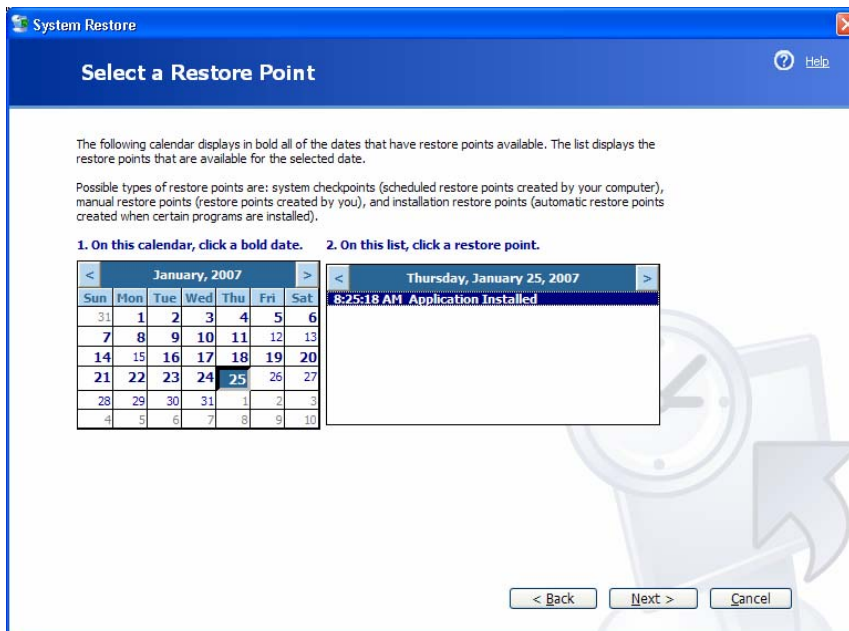 System Restore
Select a Restore Point
Help
The following calendar displays in bold all of the dates that have restore points available. The list displays the
restore points that are available for the selected date.
Possible types of restore points are: system checkpoints (scheduled restore points created by your computer),
manual restore points (restore points created by you), and installation restore points (automatic restore points
created when certain programs are installed).
1. On this calendar, click a bold date.
2. On this list, click a restore point.
< January, 2007 >
Sun Mon Tue Wed Thu Fri Sat
31 1 2 3 4 5 6
7 8 9 10 11 12 13
14 15 16 17 18 19 20
21 22 23 24 25 26 27
28 29 30 31 1 2 3
4 5 6 7 8 9 10
< Thursday, January 25, 2007 >
8:25:18 AM Application Installed
< Back
Next >
Cancel